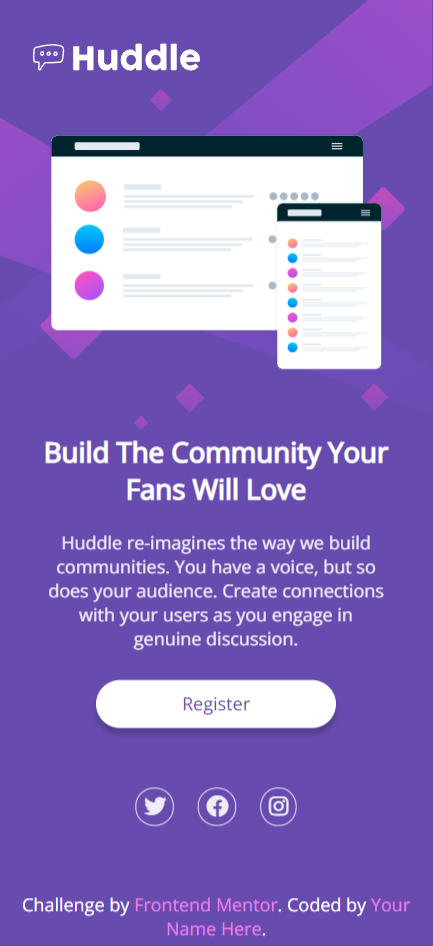 Huddle
Build The Community Your
Fans Will Love
Huddle re-imagines the way we build
communities. You have a voice, but so
does your audience. Create connections
with your users as you engage in
genuine discussion.
Register
Challenge by Frontend Mentor. Coded by Your
Name Here.